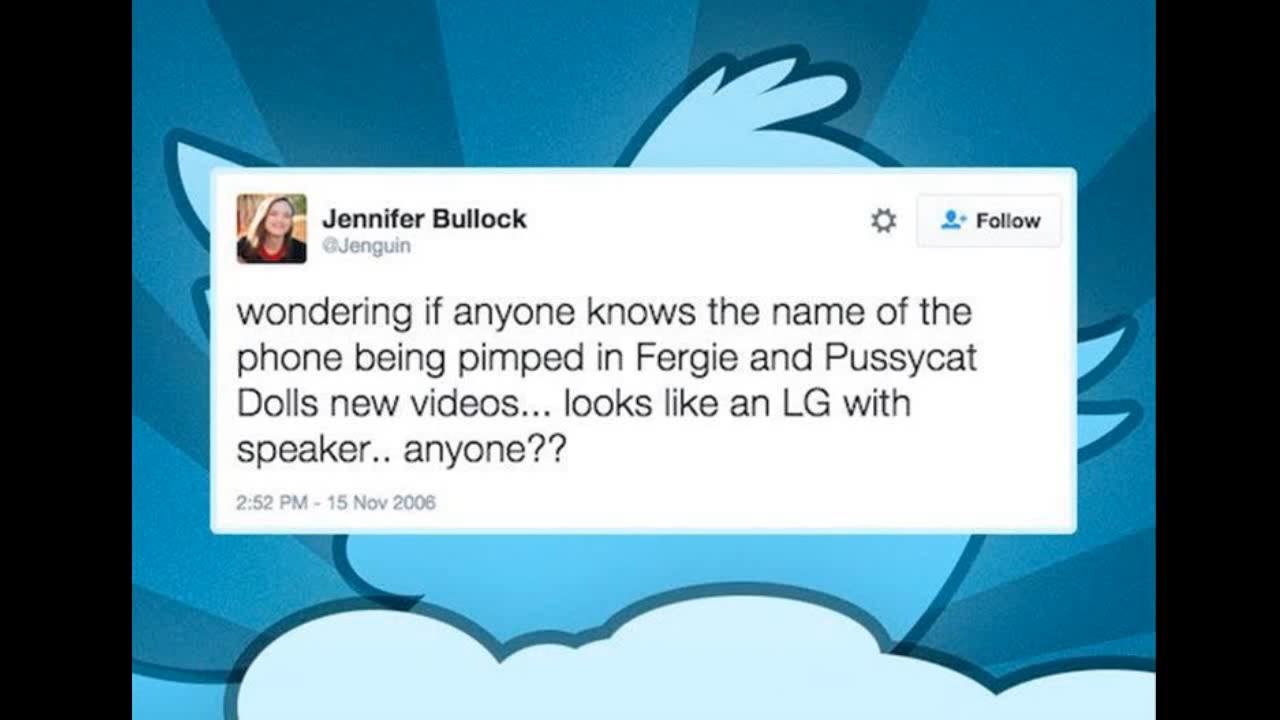 Jennifer Bullock
@Jenguin
Follow
wondering if anyone knows the name of the
phone being pimped in Fergie and Pussycat
Dolls new videos... looks like an LG with
speaker.. anyone??
2:52 PM - 15 Nov 2006